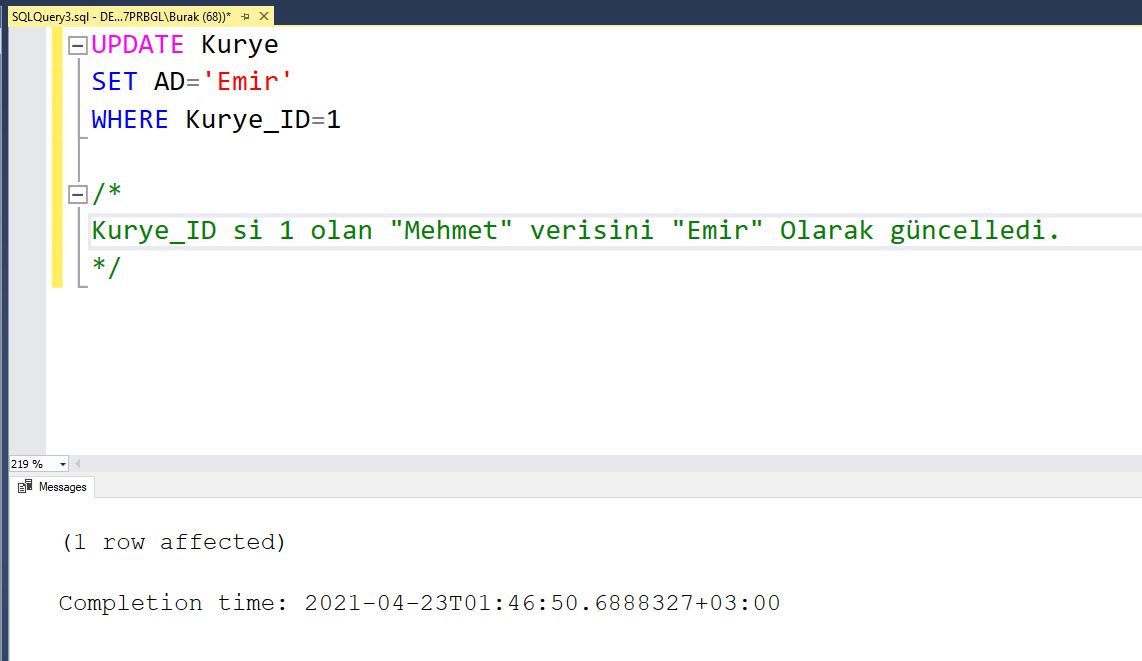 SQLQuery3.sql - DE...7PRBGL\Burak (68))*
UPDATE Kurye
SET AD='Emir'
WHERE Kurye_ID=1
/*
Kurye_ID si 1 olan "Mehmet" verisini "Emir" Olarak güncelledi.
*/
219 %
Messages
(1 row affected)
Completion time: 2021-04-23T01:46:50.6888327+03:00